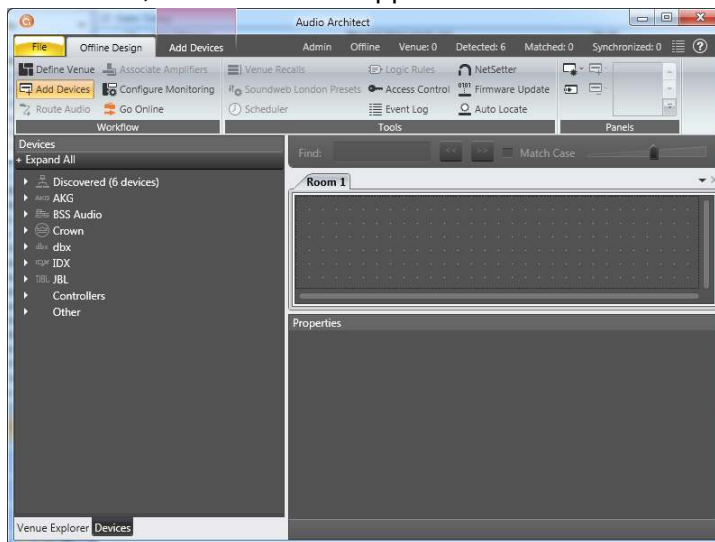 Audio Architect
File Offline Design Add Devices Admin Offline Venue: 0 Detected: 6 Matched: 0 Synchronized: 0
Define Venue Associate Amplifiers Venue Recalls Logic Rules NetSetter
Add Devices Configure Monitoring Soundweb London Presets Access Control Firmware Update
Route Audio Go Online Scheduler Event Log Auto Locate
Workflow Tools Panels
Devices
+ Expand All
Find: << >> Match Case
Room 1
Discovered (6 devices)
AKG AKG
BSS Audio
Crown
dbx dbx
IDX
JBL JBL
Controllers
Other
Properties
Venue Explorer Devices